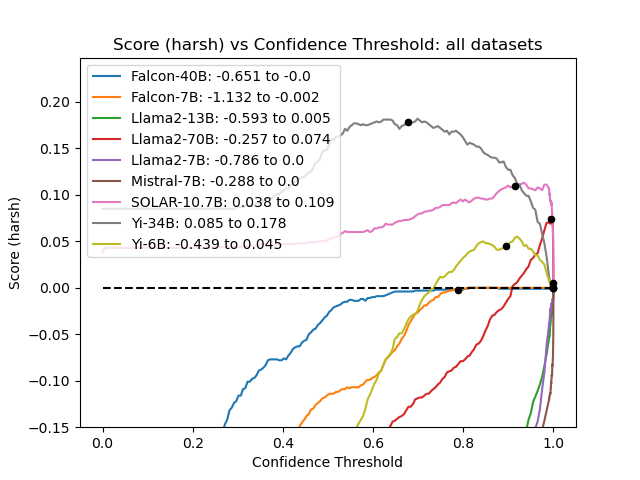 Score (harsh) vs Confidence Threshold: all datasets
Falcon-40B: -0.651 to -0.0
Falcon-7B: -1.132 to -0.002
Llama2-13B: -0.593 to 0.005
Llama2-70B: -0.257 to 0.074
Llama2-7B: -0.786 to 0.0
Mistral-7B: -0.288 to 0.0
SOLAR-10.7B: 0.038 to 0.109
Yi-34B: 0.085 to 0.178
Yi-6B: -0.439 to 0.045
Score (harsh)
0.20
0.15
0.10
0.05
0.00
−0.05
−0.10
−0.15
0.0 0.2 0.4 0.6 0.8 1.0
Confidence Threshold